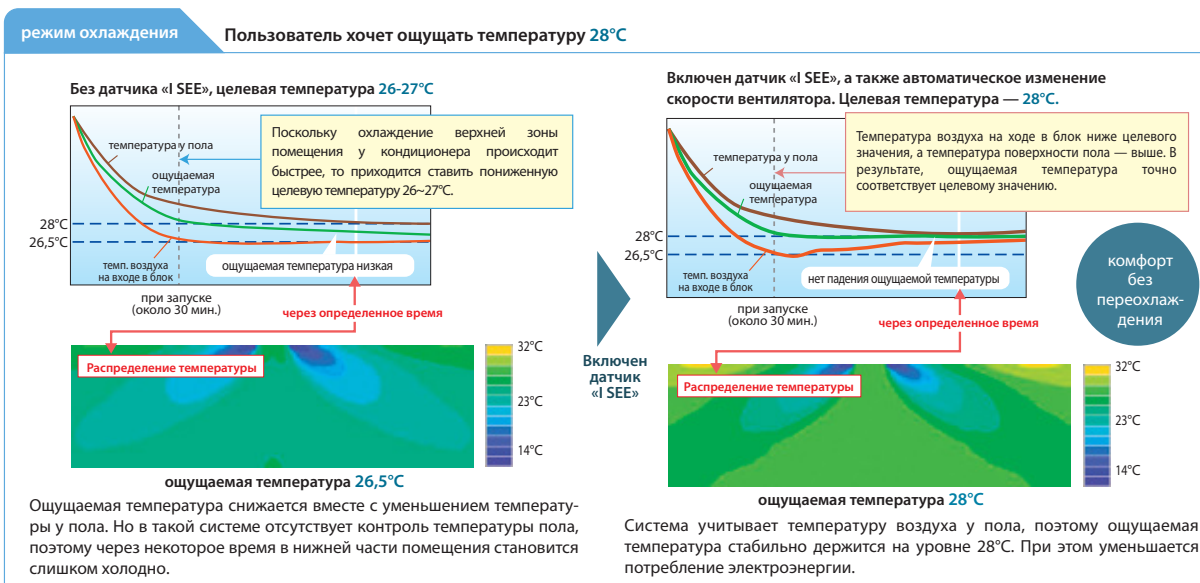 режим охлаждения
Пользователь хочет ощущать температуру 28°C
Без датчика «I SEE», целевая температура 26-27°C
температура у пола
ощущаемая
температура
Поскольку охлаждение верхней зоны
помещения у кондиционера происходит
быстрее, то приходится ставить пониженную
целевую температуру 26~27°C.
28°C
26,5°C
темп. воздуха
на входе в блок
ощущаемая температура низкая
при запуске
(около 30 мин.)
через определенное время
Распределение температуры
32°C
23°C
14°C
ощущаемая температура 26,5°C
Ощущаемая температура снижается вместе с уменьшением температу-
ры у пола. Но в такой системе отсутствует контроль температуры пола,
поэтому через некоторое время в нижней части помещения становится
слишком холодно.
Включен
датчик
«I SEE»
Включен датчик «I SEE», а также автоматическое изменение
скорости вентилятора. Целевая температура — 28°C.
температура у пола
ощущаемая
температура
Температура воздуха на ходе в блок ниже целевого
значения, а температура поверхности пола — выше. В
результате, ощущаемая температура точно
соответствует целевому значению.
28°C
26,5°C
темп. воздуха
на входе в блок
нет падения ощущаемой температуры
при запуске
(около 30 мин.)
через определенное время
комфорт
без
переохлаж-
дения
Распределение температуры
32°C
23°C
14°C
ощущаемая температура 28°C
Система учитывает температуру воздуха у пола, поэтому ощущаемая
температура стабильно держится на уровне 28°C. При этом уменьшается
потребление электроэнергии.